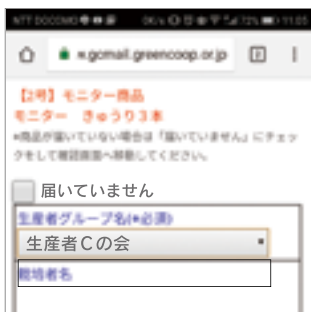 NTT DOCOMO
gcmail.greencoop.or.jp
【2号】モニター商品
モニター きゅうり3本
*商品が届いていない場合は「届いていません」にチェッ
クをして確認画面へ移動してください。
届いていません
生産者グループ名(*必須)
生産者Cの会
栽培者名